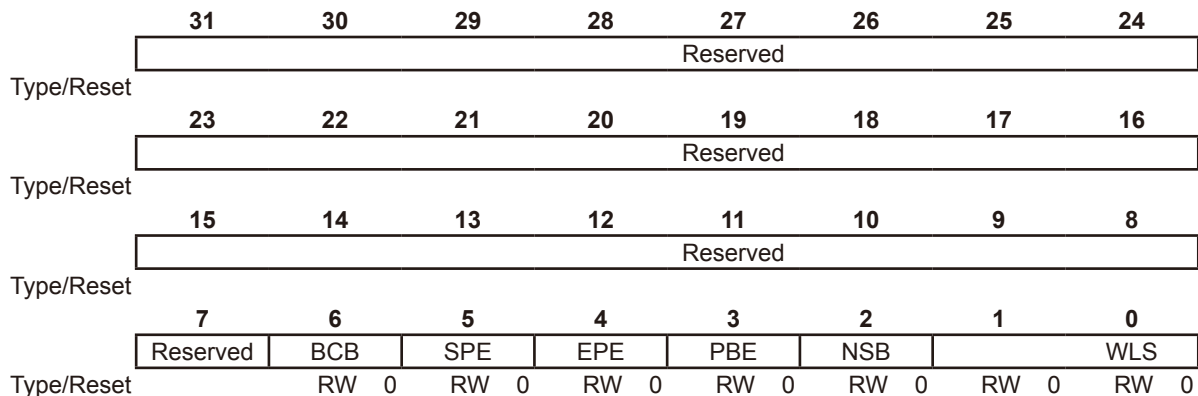 31 30 29 28 27 26 25 24
Reserved
Type/Reset
23 22 21 20 19 18 17 16
Reserved
Type/Reset
15 14 13 12 11 10 9 8
Reserved
Type/Reset
7 6 5 4 3 2 1 0
Reserved BCB SPE EPE PBE NSB WLS
Type/Reset RW 0 RW 0 RW 0 RW 0 RW 0 RW 0 RW 0